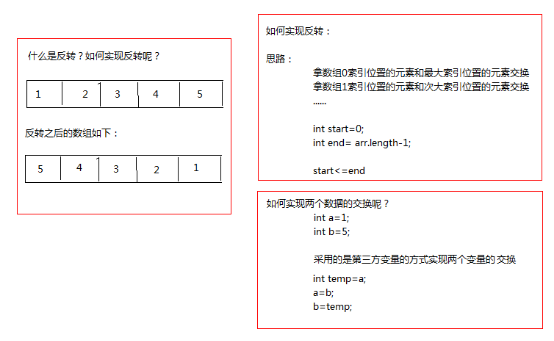 什么是反转？如何实现反转呢？
1 2 3 4 5
反转之后的数组如下：
5 4 3 2 1
如何实现反转：
思路：
拿数组0索引位置的元素和最大索引位置的元素交换
拿数组1索引位置的元素和次大索引位置的元素交换
......
int start=0;
int end= arr.length-1;
start<=end
如何实现两个数据的交换呢？
int a=1;
int b=5;
采用的是第三方变量的方式实现两个变量的 交换
int temp=a;
a=b;
b=temp;